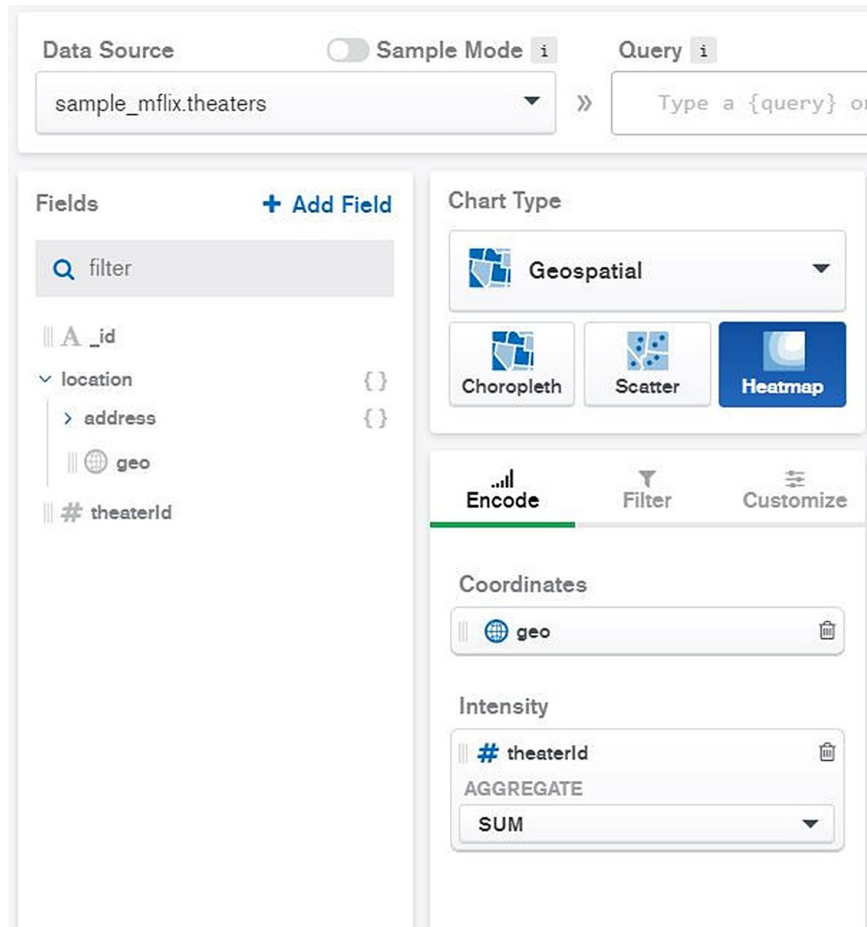 Data Source
Sample Mode i
Query i
sample_mflix.theaters
»
Type a {query} or
Fields
+ Add Field
filter
A _id
location { }
address { }
geo
# theaterId
Chart Type
Geospatial
Choropleth
Scatter
Heatmap
Encode
Filter
Customize
Coordinates
geo
Intensity
# theaterId
AGGREGATE
SUM